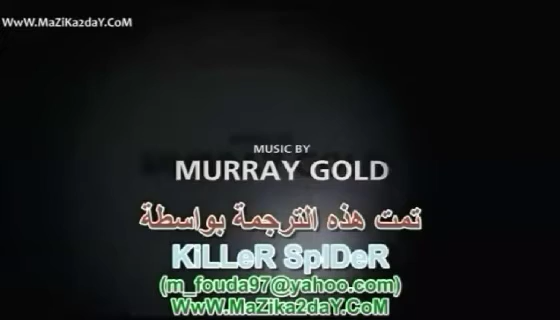 WwW.MaZiKa2daY.CoM
MUSIC BY
MURRAY GOLD
تمت هذه الترجمة بواسطة
KiLLeR SpIDeR
(m_fouda97@yahoo.com)
WwW.MaZika2daY.CoM